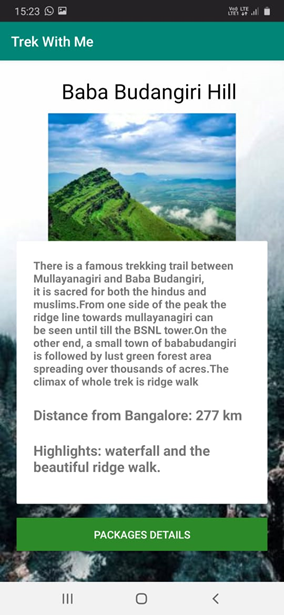 15:23
Vo) LTE
LTE1
Trek With Me
Baba Budangiri Hill
There is a famous trekking trail between
Mullayanagiri and Baba Budangiri,
it is sacred for both the hindus and
muslims.From one side of the peak the
ridge line towards mullayanagiri can
be seen until till the BSNL tower.On the
other end, a small town of bababudangiri
is followed by lust green forest area
spreading over thousands of acres.The
climax of whole trek is ridge walk
Distance from Bangalore: 277 km
Highlights: waterfall and the
beautiful ridge walk.
PACKAGES DETAILS